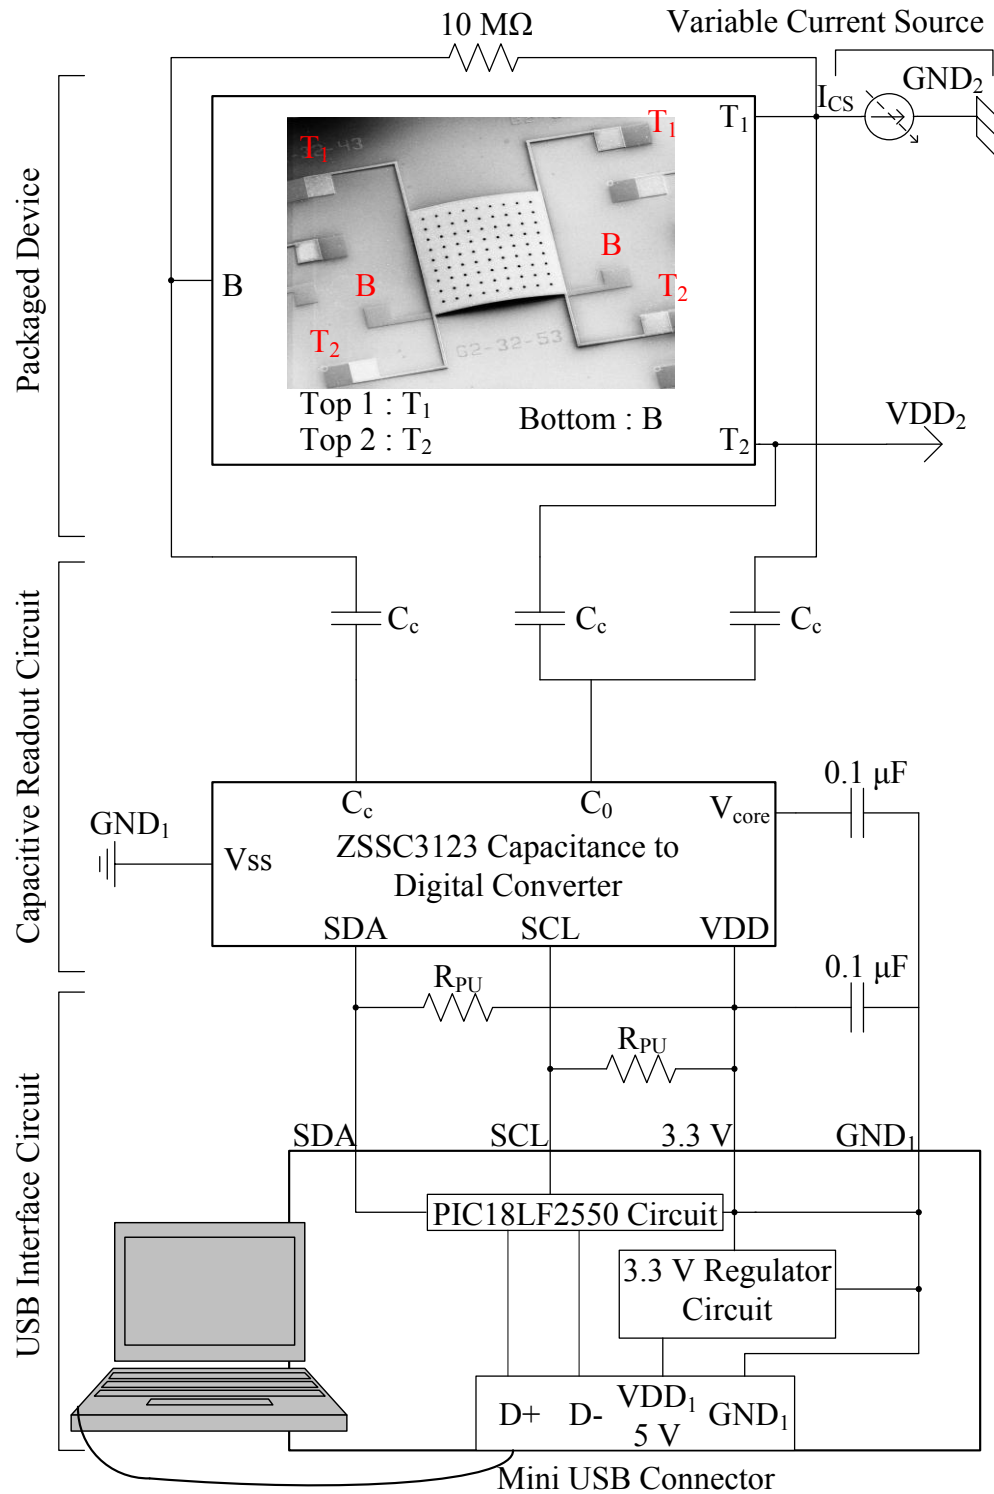 10 MΩ
Variable Current Source
I_CS
GND₂
T₁
T₁
T₁
B
B
B
T₂
T₂
G2-32-53
Top 1 : T₁
Top 2 : T₂
Bottom : B
T₂
VDD₂
Packaged Device
C_c
C_c
C_c
Capacitive Readout Circuit
0.1 μF
GND₁
C_c
C₀
V_core
Vss
ZSSC3123 Capacitance to
Digital Converter
SDA
SCL
VDD
0.1 μF
R_PU
R_PU
USB Interface Circuit
SDA
SCL
3.3 V
GND₁
PIC18LF2550 Circuit
3.3 V Regulator
Circuit
D+
D-
VDD₁
5 V
GND₁
Mini USB Connector